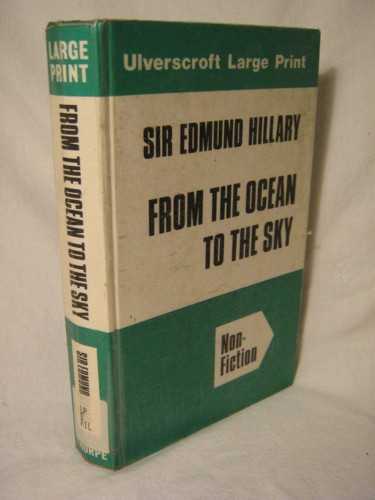 LARGE
PRINT
FROM THE OCEAN TO THE SKY
SIR EDMUND
Ulverscroft Large Print
SIR EDMUND HILLARY
FROM THE OCEAN
TO THE SKY
Non-
Fiction